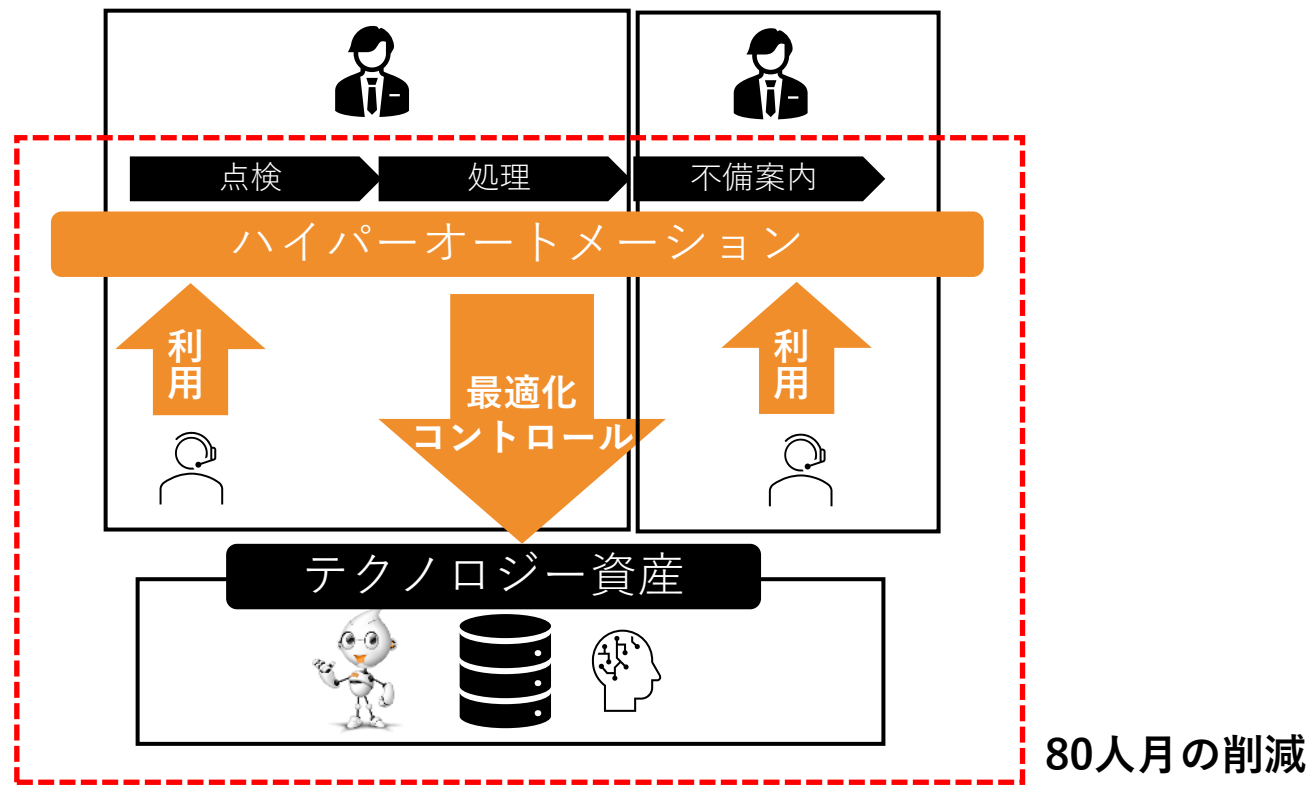 点検
処理
不備案内
ハイパーオートメーション
利
用
最適化
コントロール
利
用
テクノロジー資産
80人月の削減